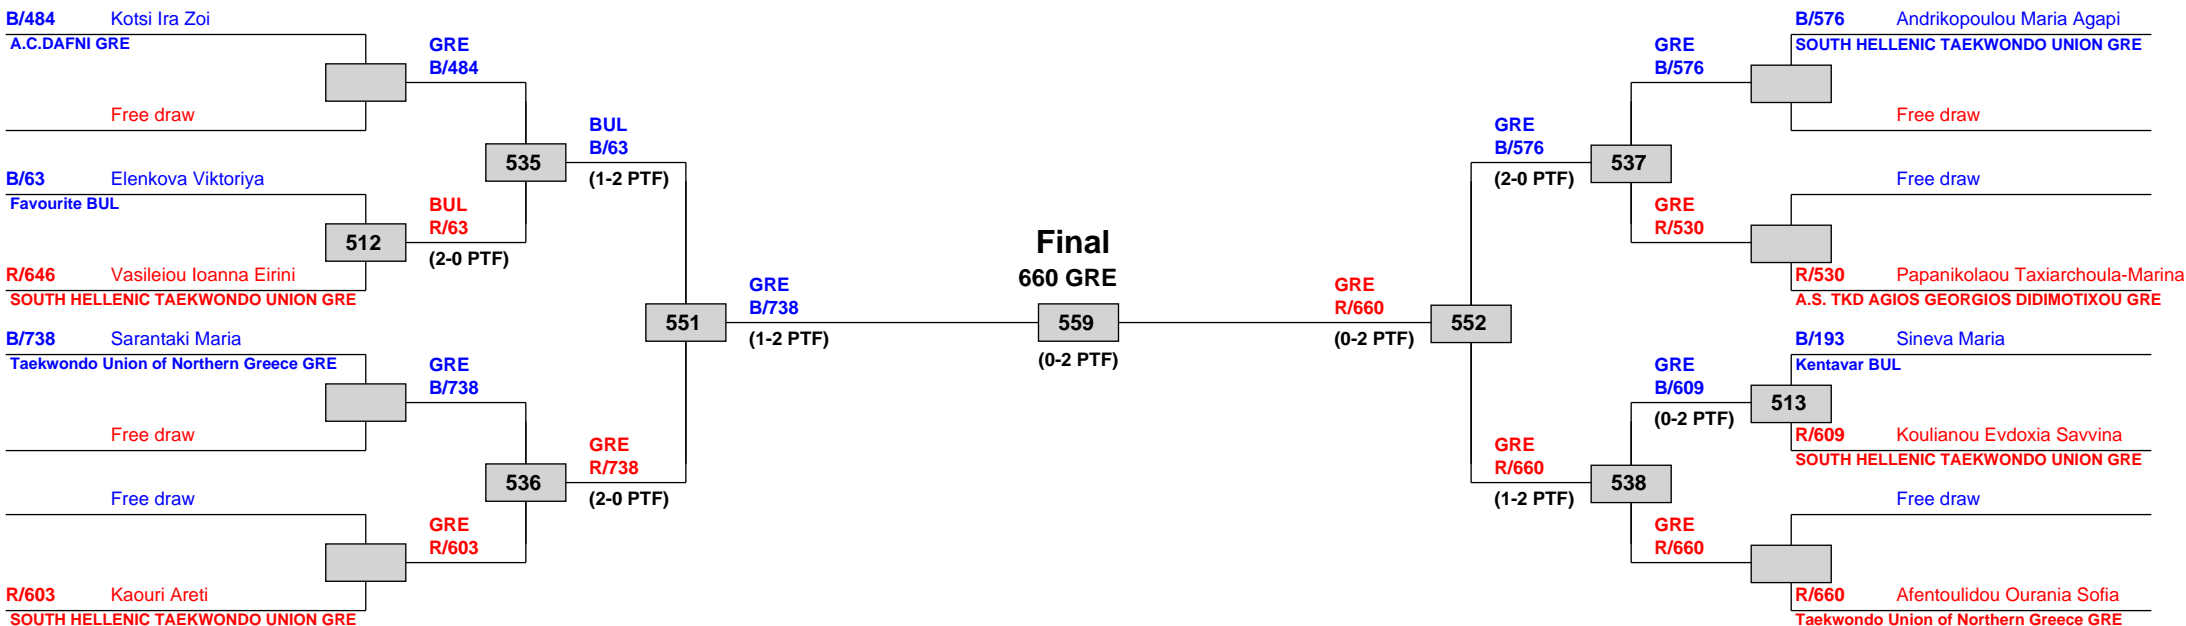 B/484 Kotsi Ira Zoi
A.C.DAFNI GRE
Free draw
B/63 Elenkova Viktoriya
Favourite BUL
R/646 Vasileiou Ioanna Eirini
SOUTH HELLENIC TAEKWONDO UNION GRE
B/738 Sarantaki Maria
Taekwondo Union of Northern Greece GRE
Free draw
Free draw
R/603 Kaouri Areti
SOUTH HELLENIC TAEKWONDO UNION GRE
512
GRE
B/484
BUL
R/63
(2-0 PTF)
GRE
B/738
GRE
R/603
535
536
BUL
B/63
(1-2 PTF)
GRE
R/738
(2-0 PTF)
551
GRE
B/738
(1-2 PTF)
Final
660 GRE
559
(0-2 PTF)
GRE
R/660
(0-2 PTF)
552
GRE
B/576
(2-0 PTF)
GRE
R/660
(1-2 PTF)
537
538
GRE
B/576
GRE
R/530
GRE
B/609
(0-2 PTF)
GRE
R/660
513
B/576 Andrikopoulou Maria Agapi
SOUTH HELLENIC TAEKWONDO UNION GRE
Free draw
Free draw
R/530 Papanikolaou Taxiarchoula-Marina
A.S. TKD AGIOS GEORGIOS DIDIMOTIXOU GRE
B/193 Sineva Maria
Kentavar BUL
R/609 Koulianou Evdoxia Savvina
SOUTH HELLENIC TAEKWONDO UNION GRE
Free draw
R/660 Afentoulidou Ourania Sofia
Taekwondo Union of Northern Greece GRE